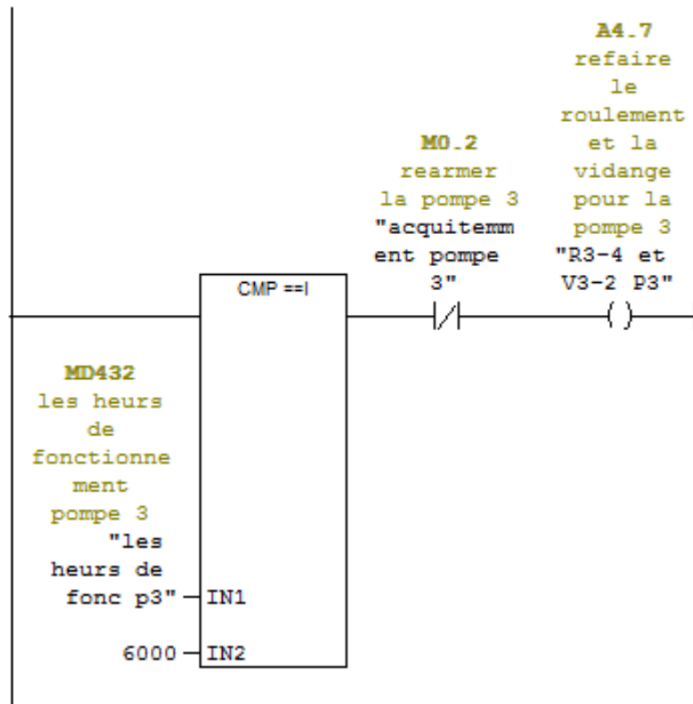 A4.7
refaire
le
roulement
et la
vidange
pour la
pompe 3
"R3-4 et
V3-2 P3"
M0.2
rearmer
la pompe 3
"acquitemm
ent pompe
3"
CMP ==I
MD432
les heurs
de
fonctionne
ment
pompe 3
"les
heurs de
fonc p3"
IN1
6000
IN2